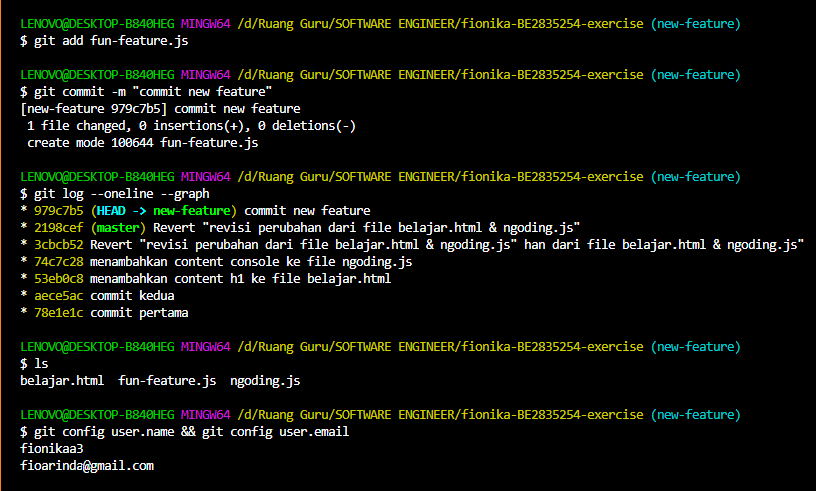 LENOVO@DESKTOP-B840HEG MINGW64 /d/Ruang Guru/SOFTWARE ENGINEER/fionika-BE2835254-exercise (new-feature)
$ git add fun-feature.js
LENOVO@DESKTOP-B840HEG MINGW64 /d/Ruang Guru/SOFTWARE ENGINEER/fionika-BE2835254-exercise (new-feature)
$ git commit -m "commit new feature"
[new-feature 979c7b5] commit new feature
 1 file changed, 0 insertions(+), 0 deletions(-)
 create mode 100644 fun-feature.js
LENOVO@DESKTOP-B840HEG MINGW64 /d/Ruang Guru/SOFTWARE ENGINEER/fionika-BE2835254-exercise (new-feature)
$ git log --oneline --graph
* 979c7b5 (HEAD -> new-feature) commit new feature
* 2198cef (master) Revert "revisi perubahan dari file belajar.html & ngoding.js"
* 3cbcb52 Revert "revisi perubahan dari file belajar.html & ngoding.js" han dari file belajar.html & ngoding.js"
* 74c7c28 menambahkan content console ke file ngoding.js
* 53eb0c8 menambahkan content h1 ke file belajar.html
* aece5ac commit kedua
* 78e1e1c commit pertama
LENOVO@DESKTOP-B840HEG MINGW64 /d/Ruang Guru/SOFTWARE ENGINEER/fionika-BE2835254-exercise (new-feature)
$ ls
belajar.html  fun-feature.js  ngoding.js
LENOVO@DESKTOP-B840HEG MINGW64 /d/Ruang Guru/SOFTWARE ENGINEER/fionika-BE2835254-exercise (new-feature)
$ git config user.name && git config user.email
fionikaa3
fioarinda@gmail.com